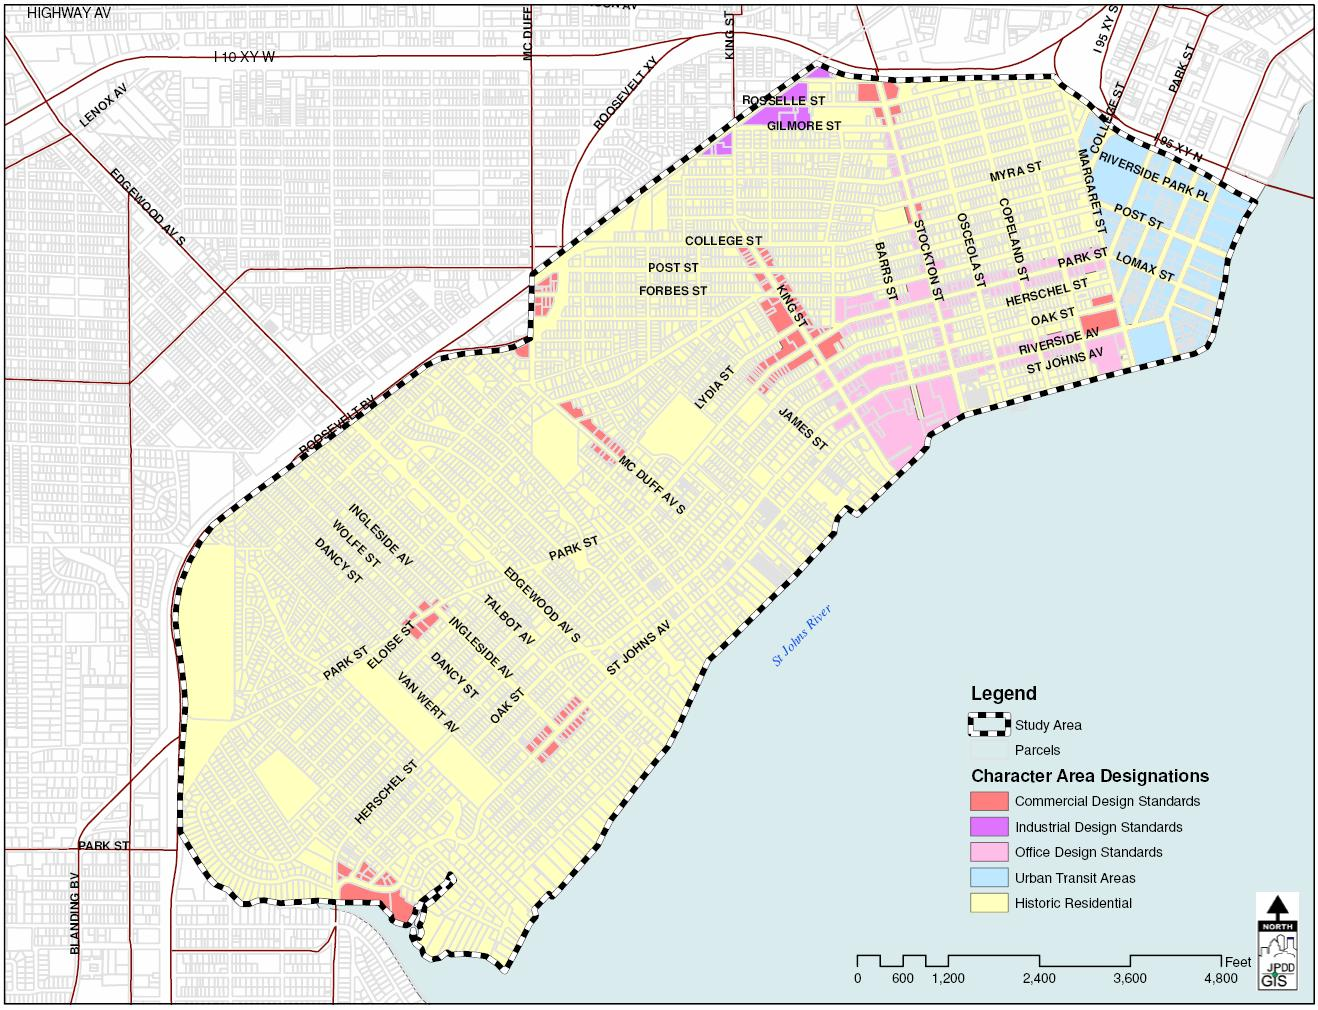 HIGHWAY AV
MC DUFF
KING ST
I 95 XY S
I 10 XY W
PARK ST
LENOX AV
ROOSEVELT XY
COLLEGE ST
ROSSELLE ST
GILMORE ST
I 95 XY N
RIVERSIDE PARK PL
MYRA ST
MARGARET ST
EDGEWOOD AV S
POST ST
COPELAND ST
OSCEOLA ST
STOCKTON ST
BARRS ST
COLLEGE ST
LOMAX ST
PARK ST
POST ST
FORBES ST
HERSCHEL ST
KING ST
OAK ST
RIVERSIDE AV
ST JOHNS AV
LYDIA ST
JAMES ST
ROOSEVELT BV
MC DUFF AV S
INGLESIDE AV
WOLFE ST
DANCY ST
PARK ST
EDGEWOOD AV S
TALBOT AV
INGLESIDE AV
ELOISE ST
PARK ST
DANCY ST
ST JOHNS AV
St Johns River
VAN WERT AV
OAK ST
HERSCHEL ST
PARK ST
BLANDING BV
Legend
Study Area
Parcels
Character Area Designations
Commercial Design Standards
Industrial Design Standards
Office Design Standards
Urban Transit Areas
Historic Residential
NORTH
JPDD
GIS
Feet
0 600 1,200 2,400 3,600 4,800